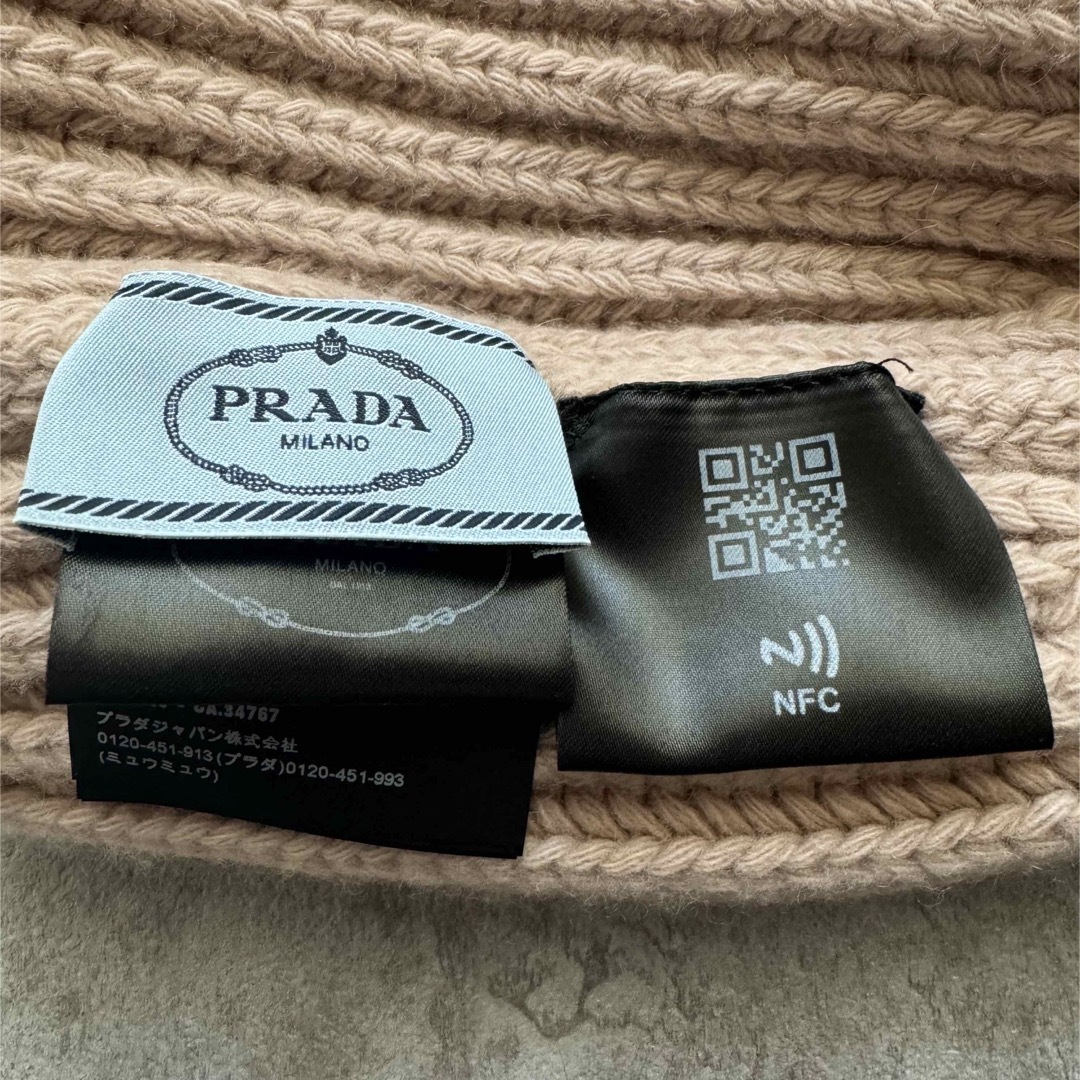 PRADA
MILANO
MILANO
NFC
CA.34767
プラダジャパン株式会社
0120-451-913(プラダ)0120-451-993
(ミュウミュウ)